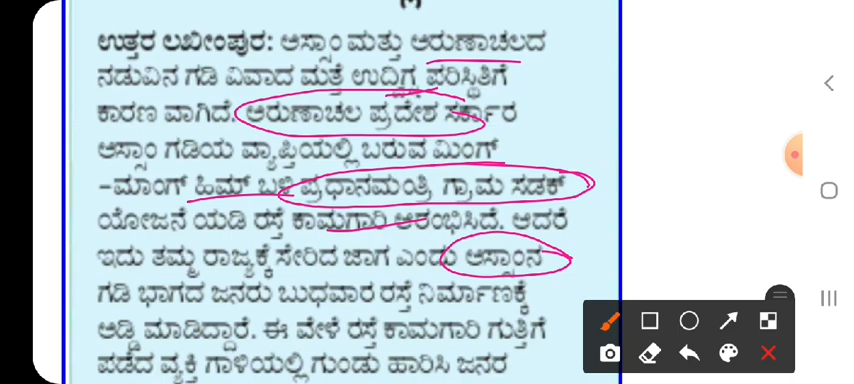 ಉತ್ತರ ಲಖೀಂಪುರ: ಅಸ್ಸಾಂ ಮತ್ತು ಅರುಣಾಚಲದ
ನಡುವಿನ ಗಡಿ ವಿವಾದ ಮತ್ತೆ ಉದ್ವಿಗ್ನ ಪರಿಸ್ಥಿತಿಗೆ
ಕಾರಣ ವಾಗಿದೆ. ಅರುಣಾಚಲ ಪ್ರದೇಶ ಸರ್ಕಾರ
ಅಸ್ಸಾಂ ಗಡಿಯ ವ್ಯಾಪ್ತಿಯಲ್ಲಿ ಬರುವ ಮಿಂಗ್
-ಮಾಂಗ್ ಹಿಮ್ ಬಳಿ ಪ್ರಧಾನಮಂತ್ರಿ ಗ್ರಾಮ ಸಡಕ್
ಯೋಜನೆ ಯಡಿ ರಸ್ತೆ ಕಾಮಗಾರಿ ಆರಂಭಿಸಿದೆ. ಆದರೆ
ಇದು ತಮ್ಮ ರಾಜ್ಯಕ್ಕೆ ಸೇರಿದ ಜಾಗ ಎಂದು ಅಸ್ಸಾಂನ
ಗಡಿ ಭಾಗದ ಜನರು ಬುಧವಾರ ರಸ್ತೆ ನಿರ್ಮಾಣಕ್ಕೆ
ಅಡ್ಡಿ ಮಾಡಿದ್ದಾರೆ. ಈ ವೇಳೆ ರಸ್ತೆ ಕಾಮಗಾರಿ ಗುತ್ತಿಗೆ
ಪಡೆದ ವ್ಯಕ್ತಿ ಗಾಳಿಯಲ್ಲಿ ಗುಂಡು ಹಾರಿಸಿ ಜನರ